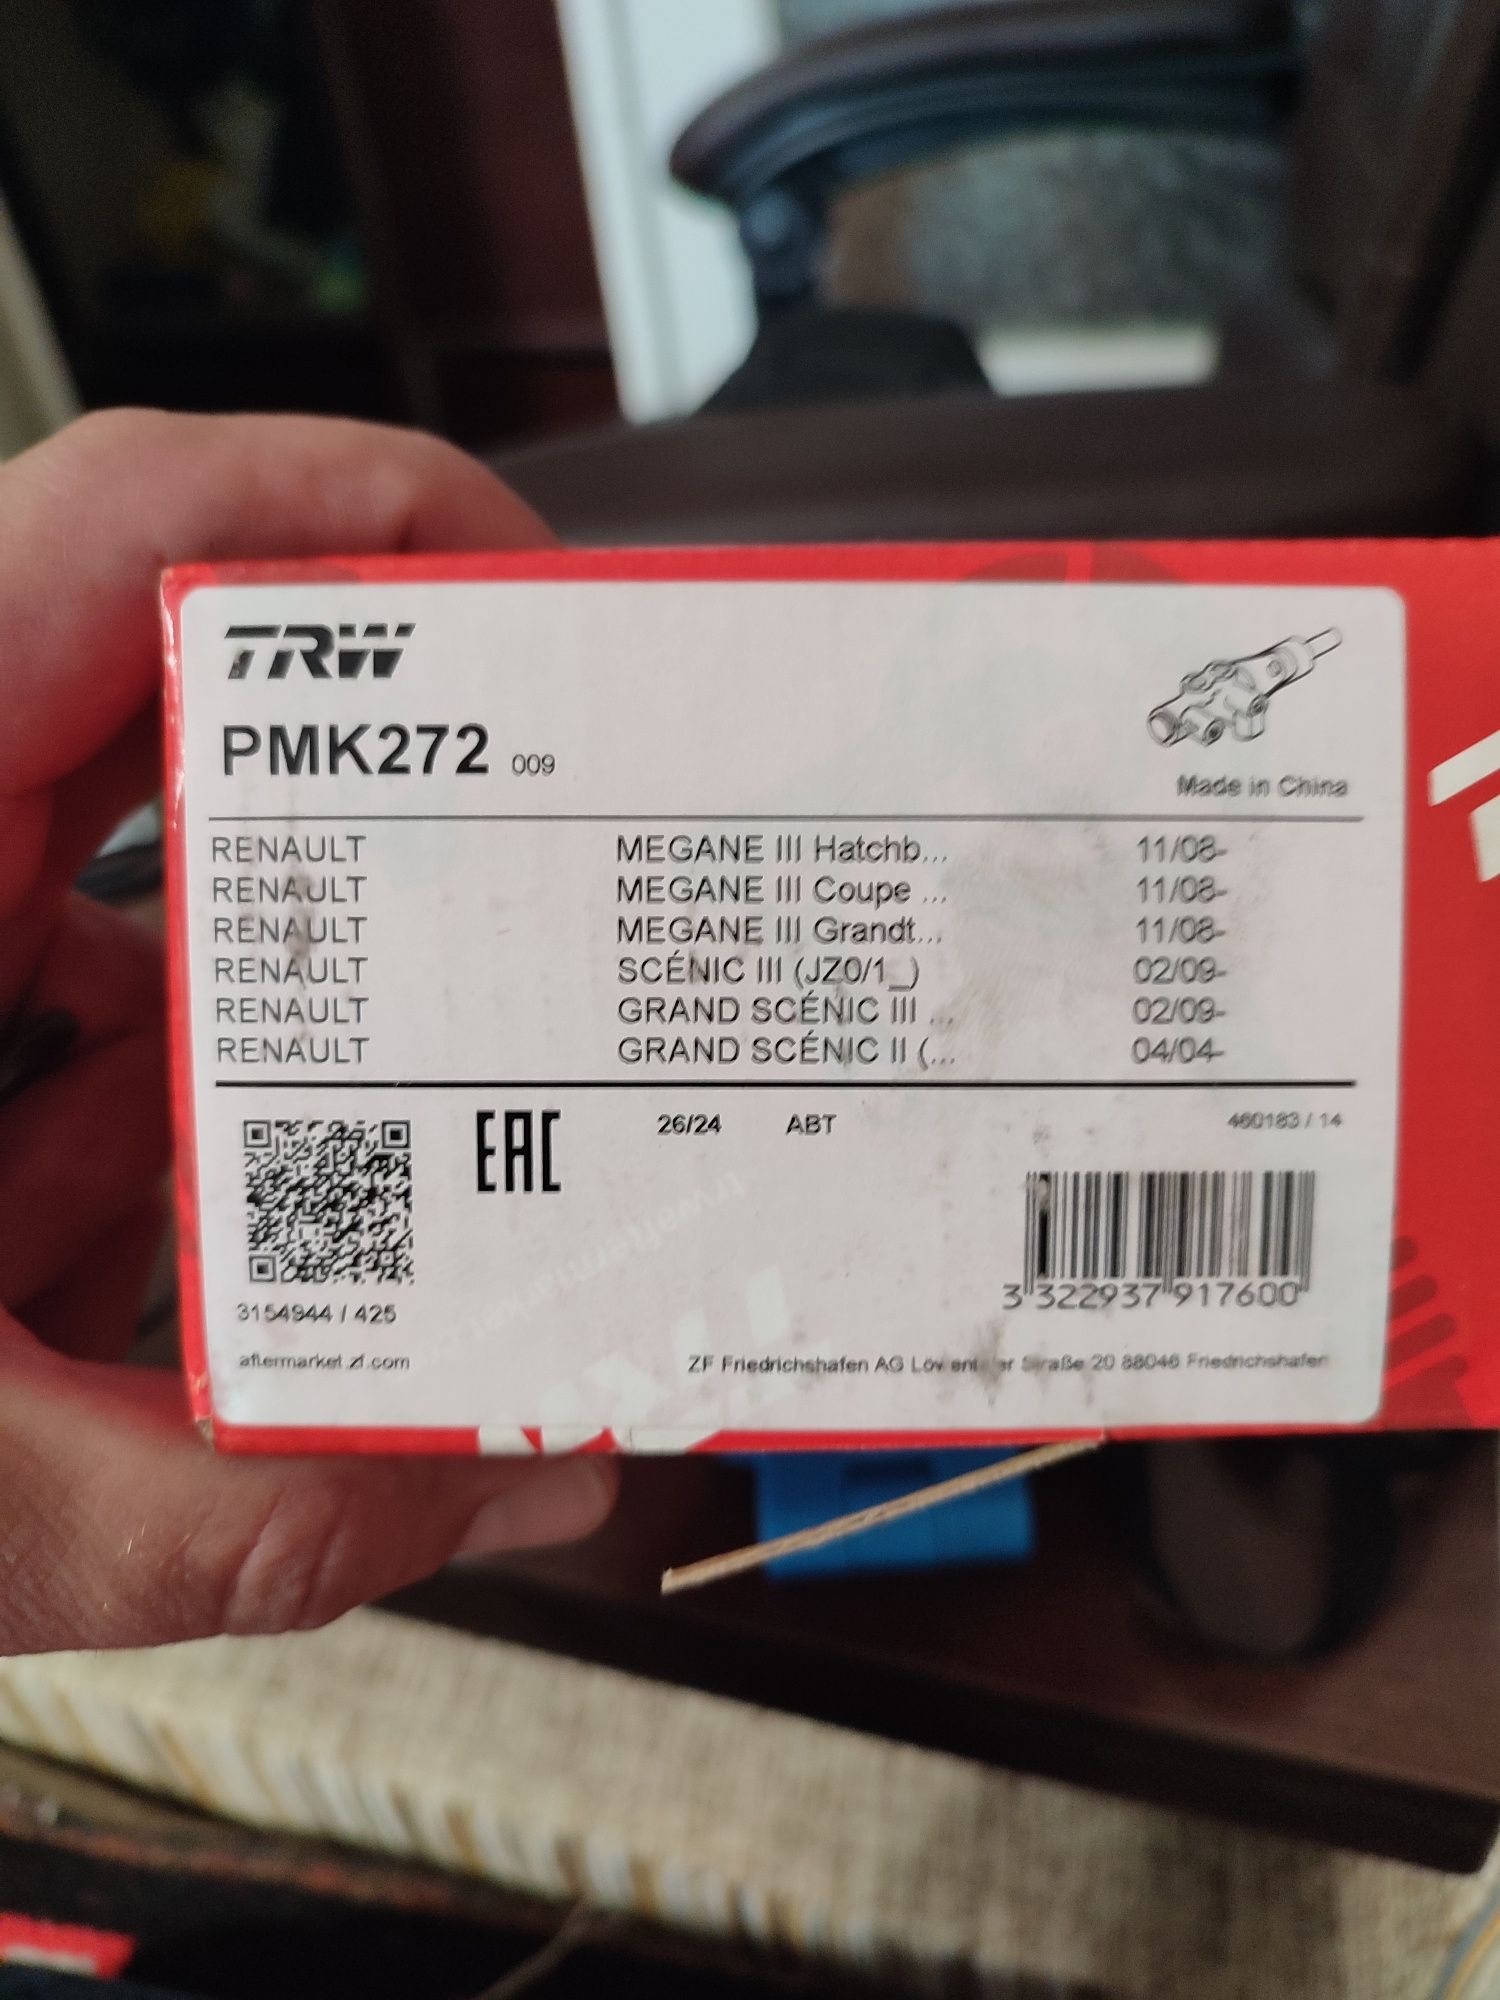 TRW
PMK272 009
Made in China
RENAULT MEGANE III Hatchb... 11/08-
RENAULT MEGANE III Coupe ... 11/08-
RENAULT MEGANE III Grandt... 11/08-
RENAULT SCÉNIC III (JZ0/1_) 02/09-
RENAULT GRAND SCÉNIC III ... 02/09-
RENAULT GRAND SCÉNIC II (... 04/04-
EAC 26/24 ABT 460183 / 14
3 322937 917600
3154944 / 425
aftermarket.zf.com
ZF Friedrichshafen AG Straße 20 88046 Friedrichshafen